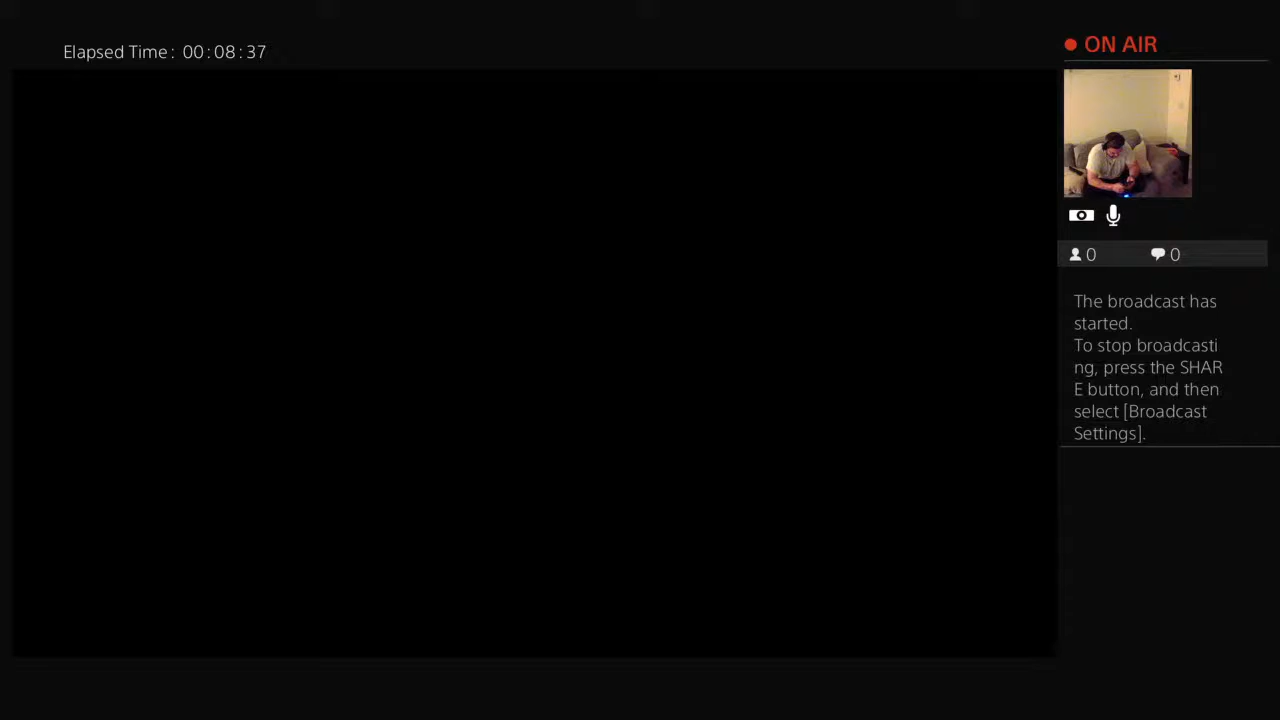 Elapsed Time: 00:08:37
ON AIR
0 0
The broadcast has
started.
To stop broadcasti
ng, press the SHAR
E button, and then
select [Broadcast
Settings].